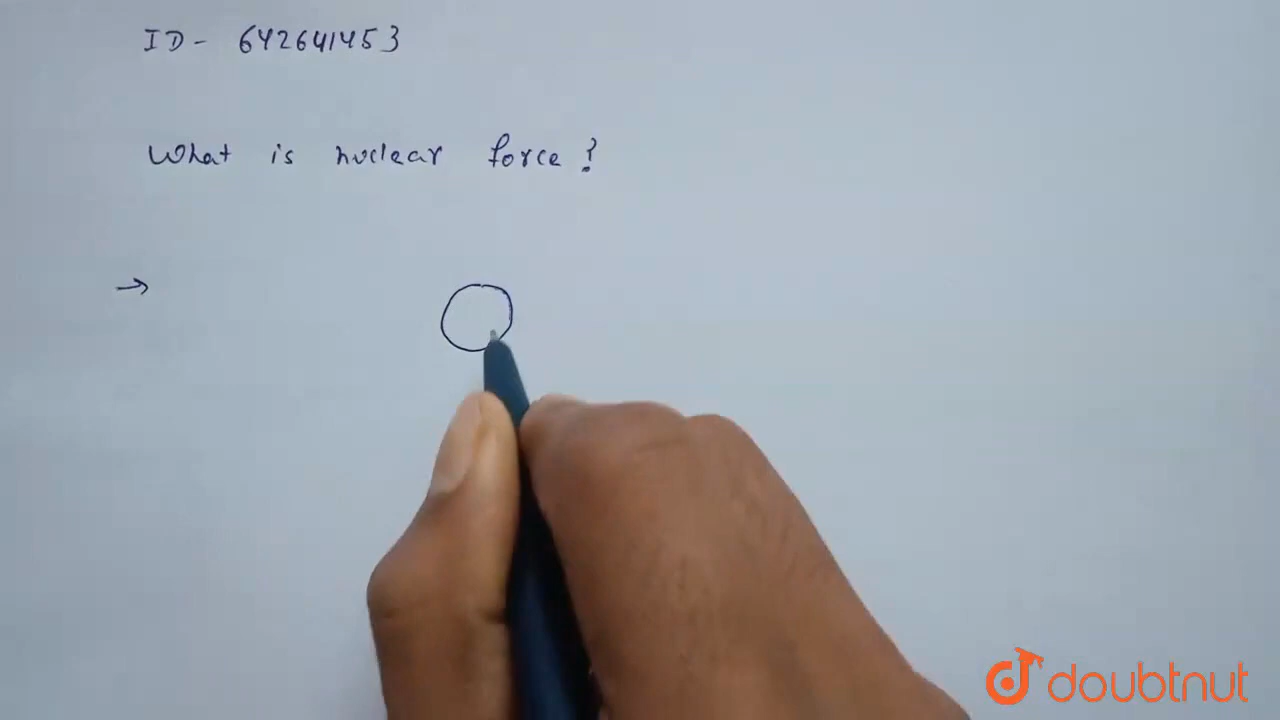 ID- 642641453
What is nuclear force?
→
doubtnut